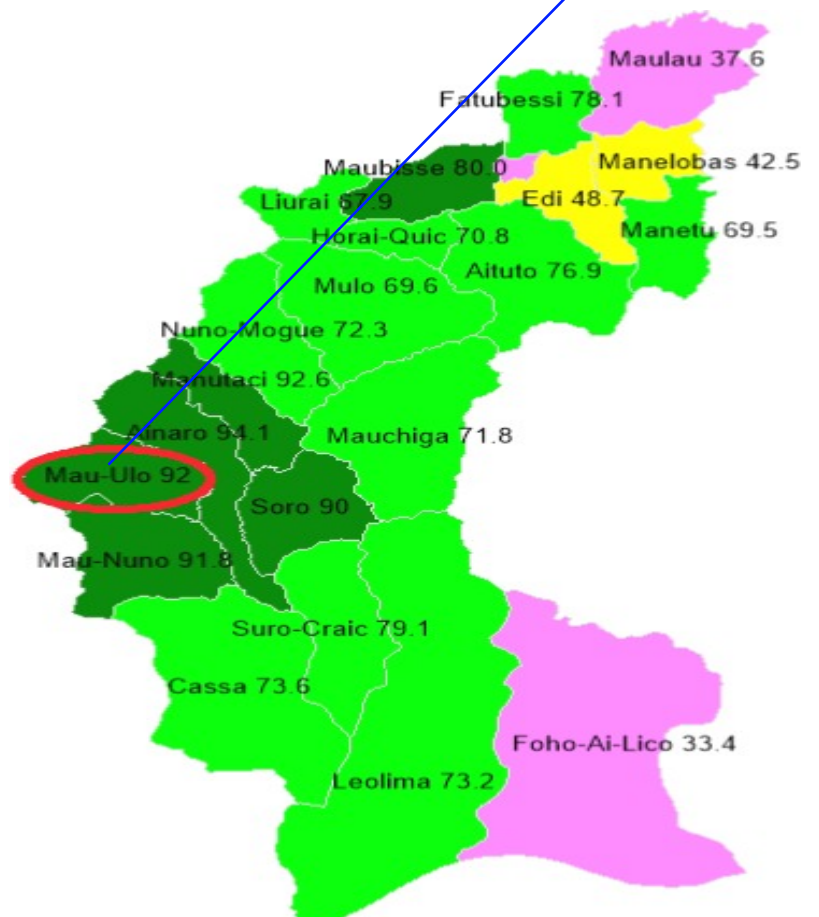 Maulau 37.6
Fatubessi 78.1
Manelobas 42.5
Maubisse 80.0
Edi 48.7
Liurai 67.9
Manetu 69.5
Horai-Quic 70.8
Aituto 76.9
Mulo 69.6
Nuno-Mogue 72.3
Manutaci 92.6
Ainaro 94.1
Mauchiga 71.8
Mau-Ulo 92
Soro 90
Mau-Nuno 91.8
Suro-Craic 79.1
Cassa 73.6
Foho-Ai-Lico 33.4
Leolima 73.2